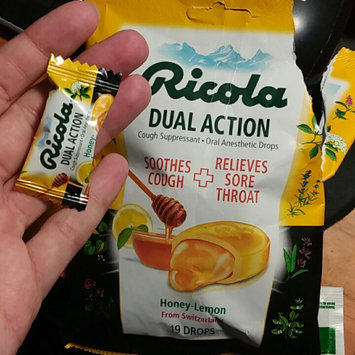 Ricola
DUAL ACTION
Cough Suppressant • Oral Anesthetic Drops
SOOTHES
COUGH
RELIEVES
SORE
THROAT
Honey-Lemon
From Switzerland
19 DROPS
Ricola
DUAL ACTION
Honey